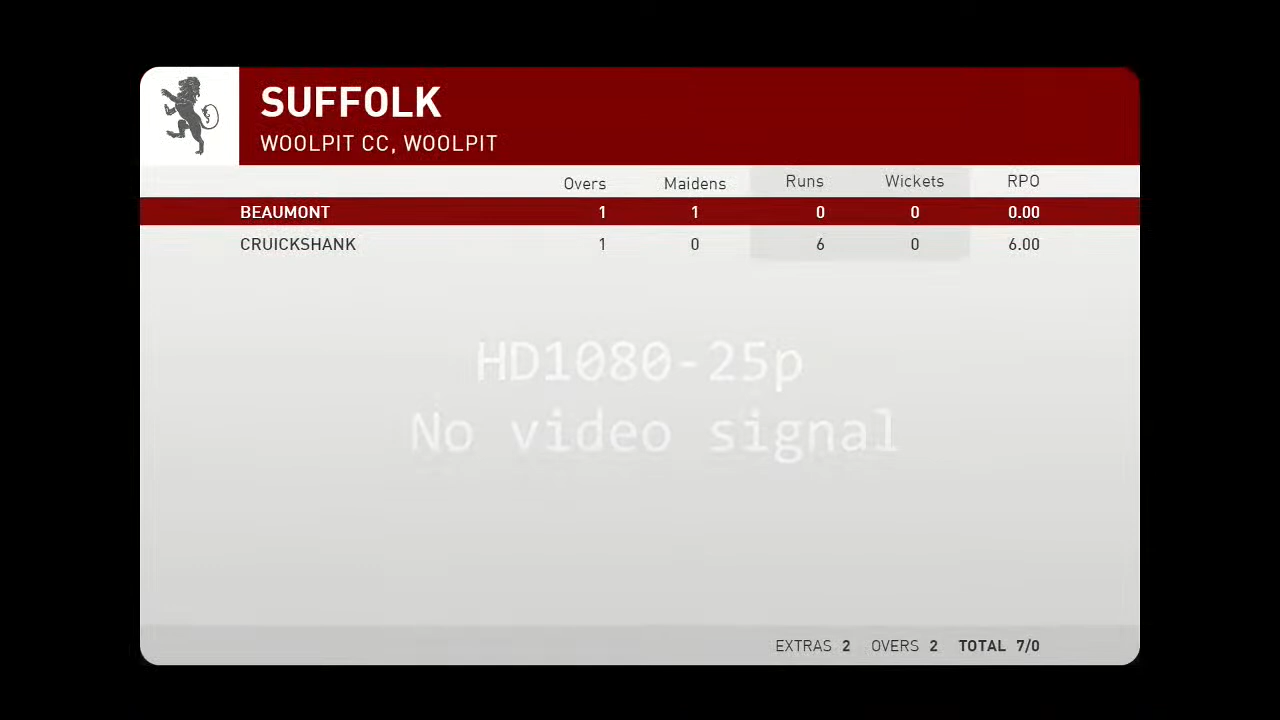 SUFFOLK
WOOLPIT CC, WOOLPIT
Overs Maidens Runs Wickets RPO
BEAUMONT 1 1 0 0 0.00
CRUICKSHANK 1 0 6 0 6.00
HD1080-25p
No video signal
EXTRAS 2 OVERS 2 TOTAL 7/0